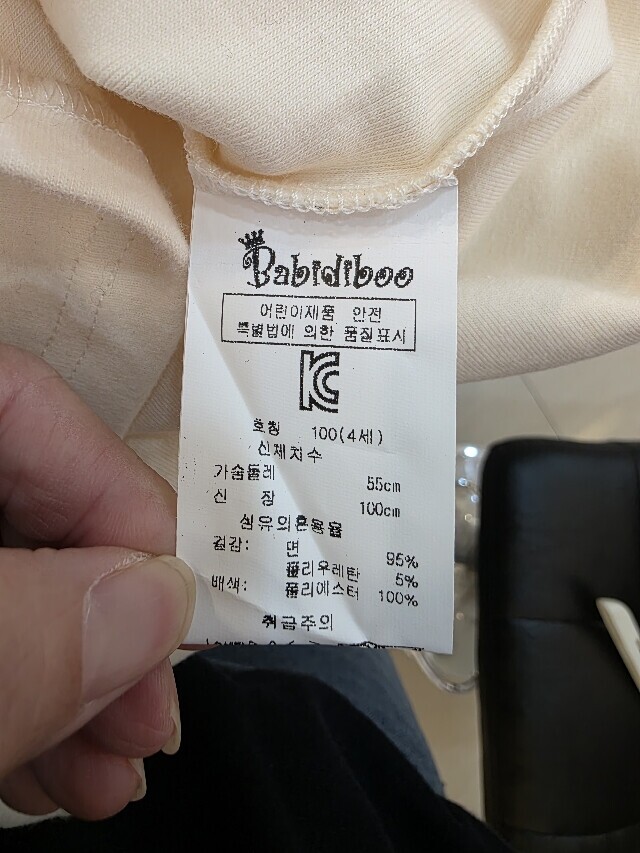 Babidiboo
어린이제품 안전
특별법에 의한 품질표시
KC
호칭 100(4세)
신체치수
가슴둘레 55cm
신 장 100cm
섬유의혼용율
겉감: 면 95%
폴리우레탄 5%
배색: 폴리에스터 100%
취급주의